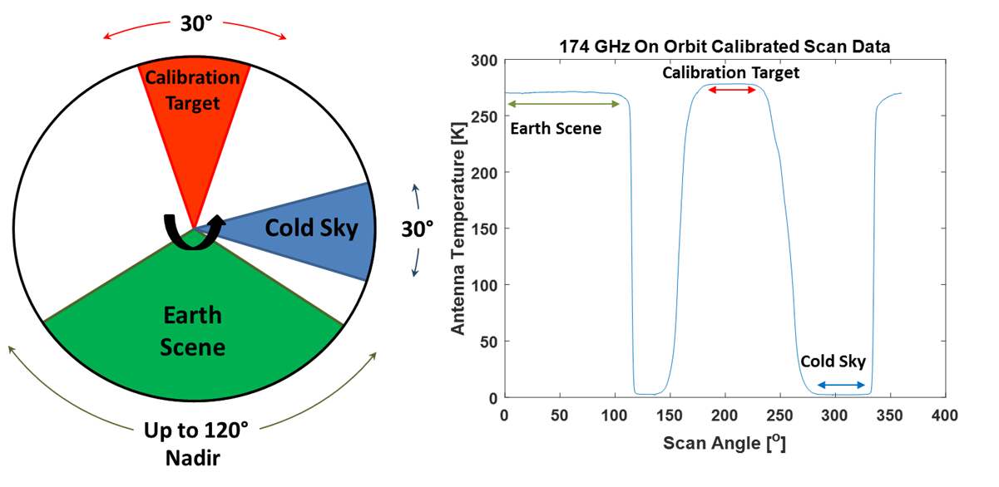 30°
Calibration
Target
Cold Sky
30°
Earth
Scene
Up to 120°
Nadir
174 GHz On Orbit Calibrated Scan Data
Antenna Temperature [K]
300
250
200
150
100
50
0
Calibration Target
Earth Scene
Cold Sky
0
50
100
150
200
250
300
350
400
Scan Angle [°]